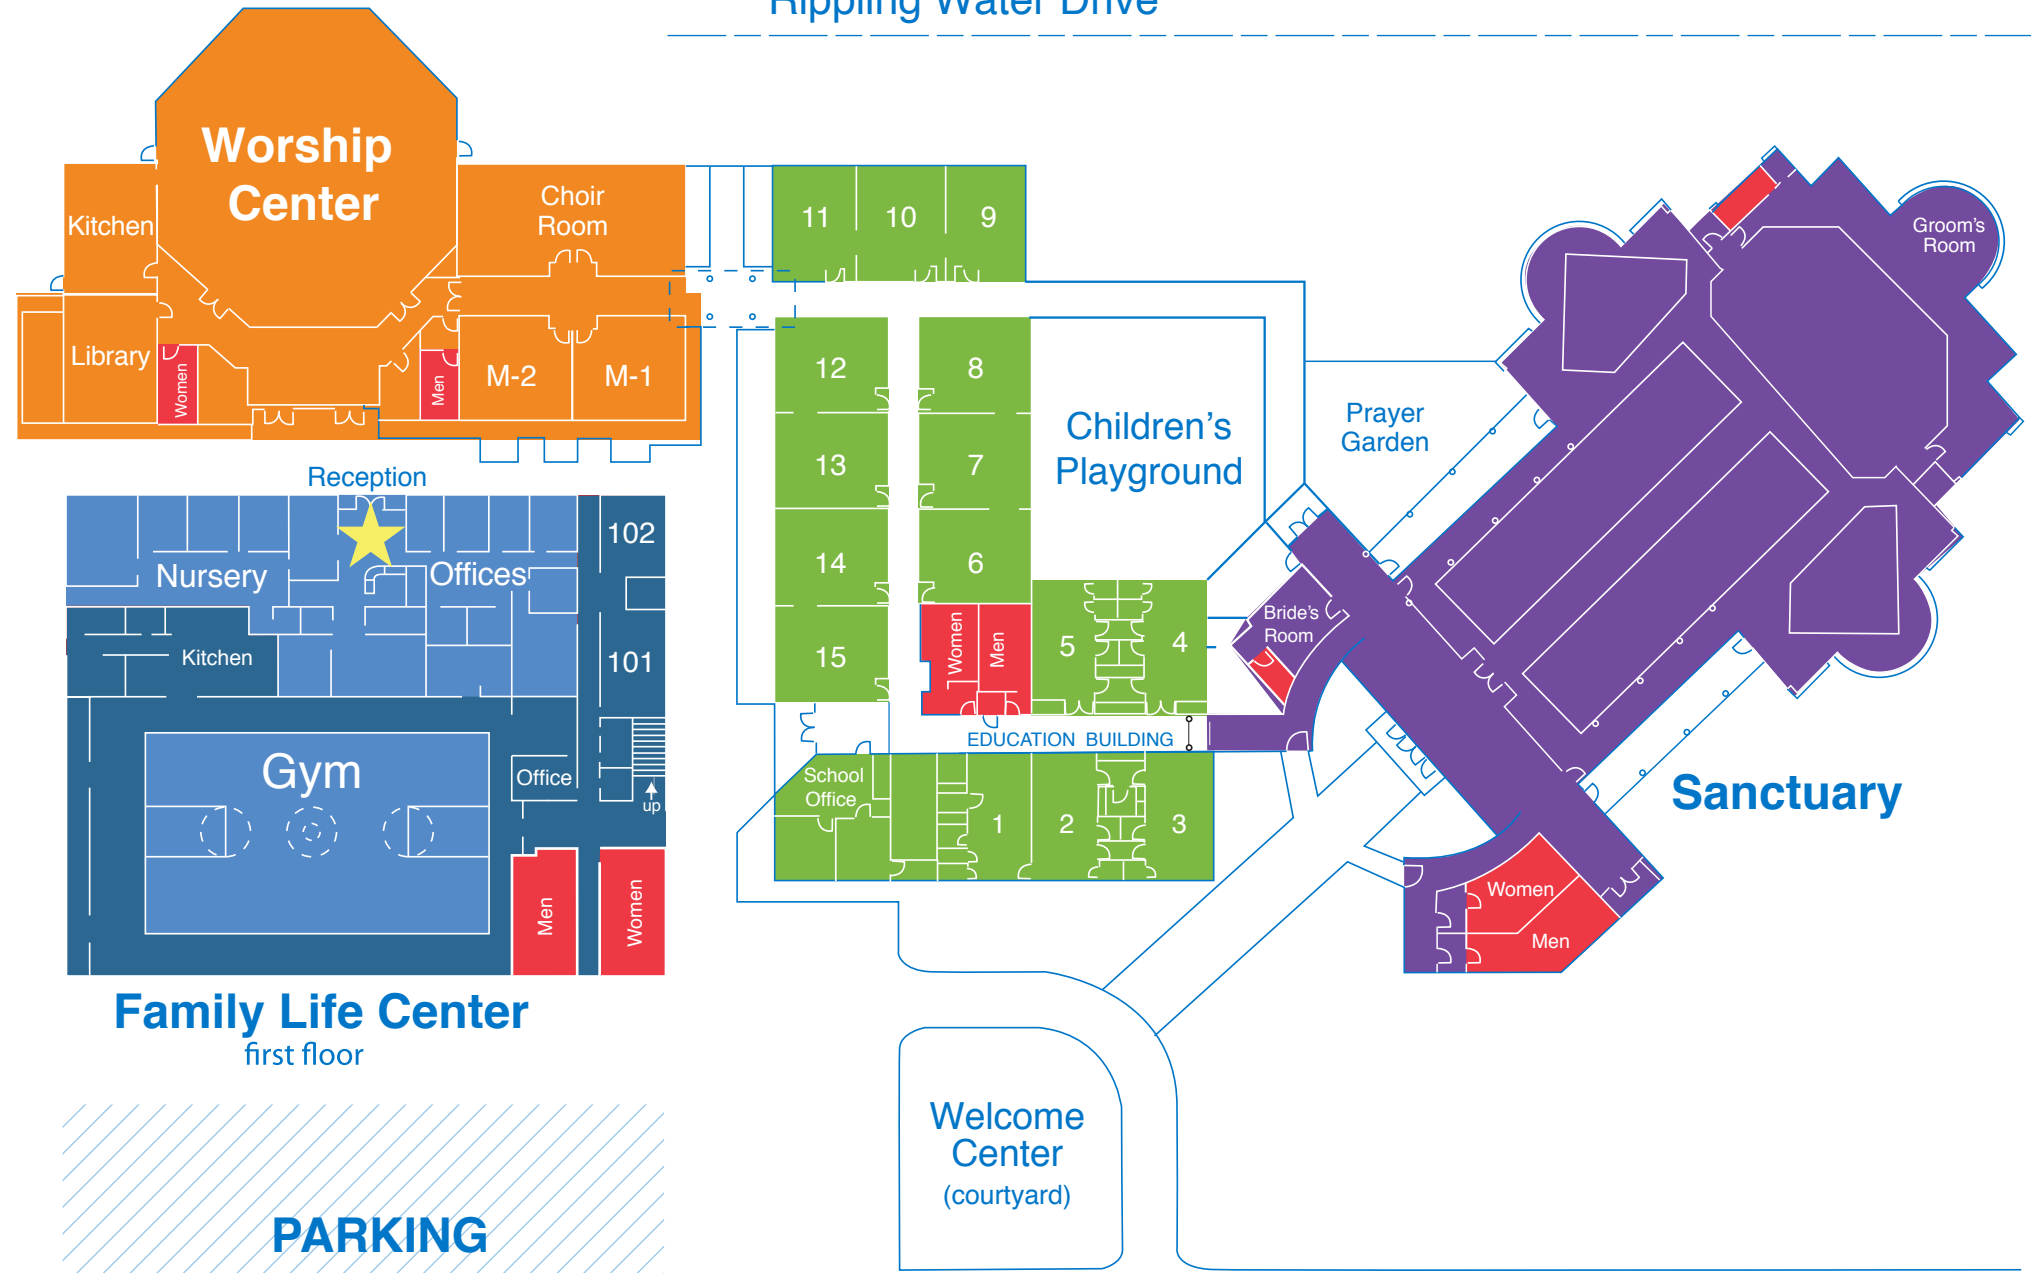 Rippling Water Drive
Worship
Center
Kitchen
Choir
Room
Library
Women
Men
M-2
M-1
11
10
9
12
8
13
7
14
6
15
Women
Men
5
4
Children's
Playground
Prayer
Garden
Groom's
Room
Bride's
Room
EDUCATION BUILDING
School
Office
1
2
3
Sanctuary
Women
Men
Reception
Nursery
Offices
102
101
Kitchen
Gym
Office
up
Men
Women
Family Life Center
first floor
PARKING
Welcome
Center
(courtyard)